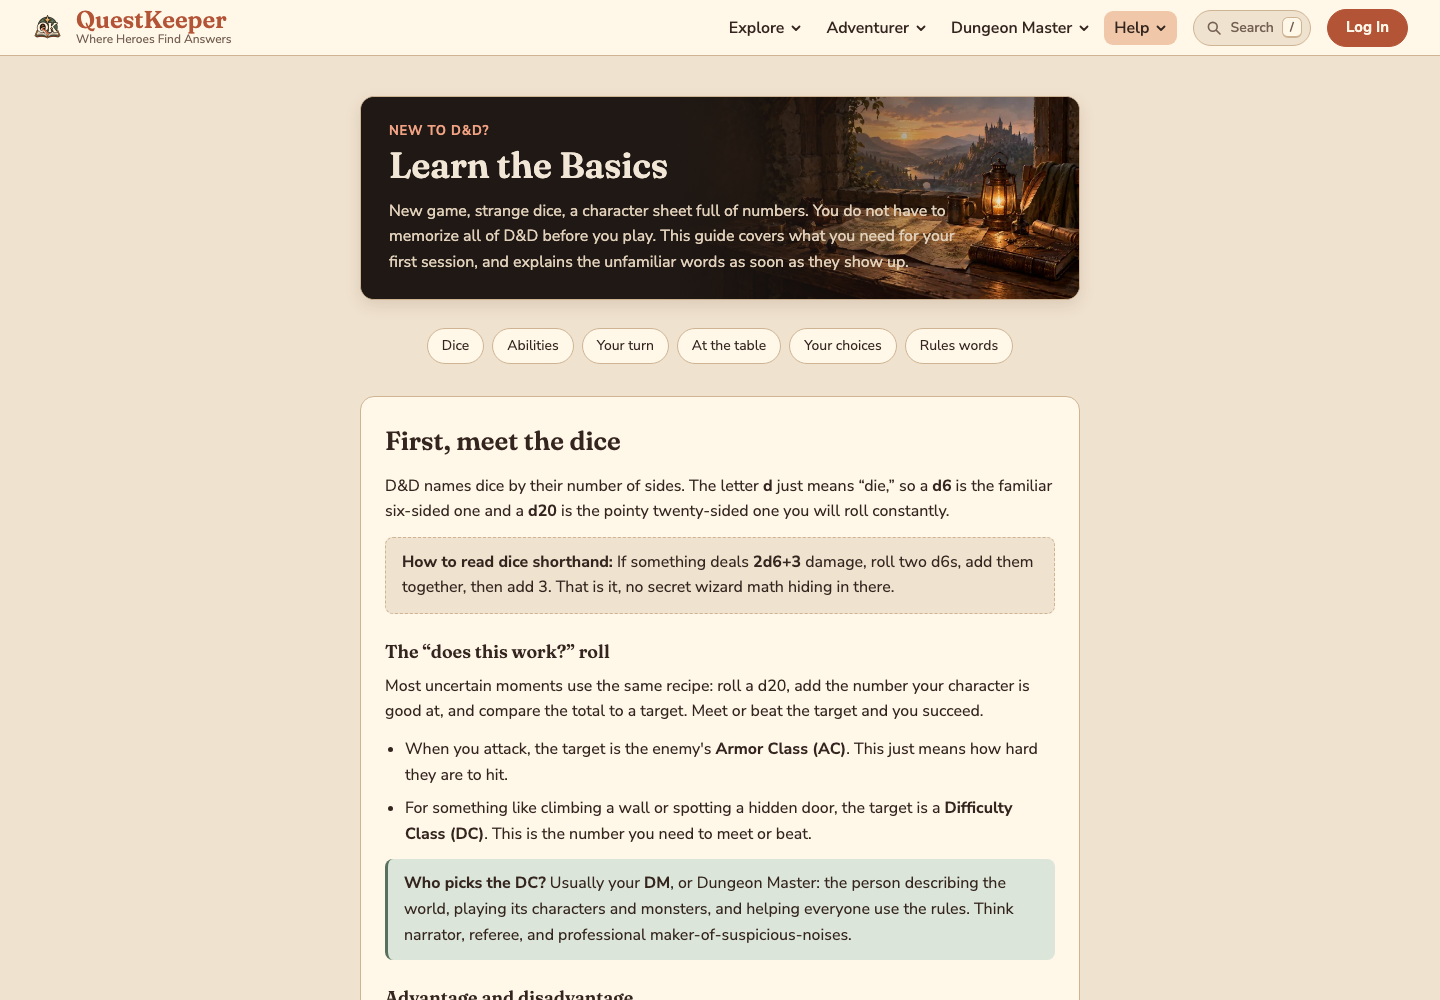 QuestKeeper
Where Heroes Find Answers
Explore
Adventurer
Dungeon Master
Help
Search
/
Log In
NEW TO D&D?
Learn the Basics
New game, strange dice, a character sheet full of numbers. You do not have to
memorize all of D&D before you play. This guide covers what you need for your
first session, and explains the unfamiliar words as soon as they show up.
Dice
Abilities
Your turn
At the table
Your choices
Rules words
First, meet the dice
D&D names dice by their number of sides. The letter d just means “die,” so a d6 is the familiar
six-sided one and a d20 is the pointy twenty-sided one you will roll constantly.
How to read dice shorthand: If something deals 2d6+3 damage, roll two d6s, add them
together, then add 3. That is it, no secret wizard math hiding in there.
The “does this work?” roll
Most uncertain moments use the same recipe: roll a d20, add the number your character is
good at, and compare the total to a target. Meet or beat the target and you succeed.
• When you attack, the target is the enemy's Armor Class (AC). This just means how hard
they are to hit.
• For something like climbing a wall or spotting a hidden door, the target is a Difficulty
Class (DC). This is the number you need to meet or beat.
Who picks the DC? Usually your DM, or Dungeon Master: the person describing the
world, playing its characters and monsters, and helping everyone use the rules. Think
narrator, referee, and professional maker-of-suspicious-noises.
Advantage and disadvantage